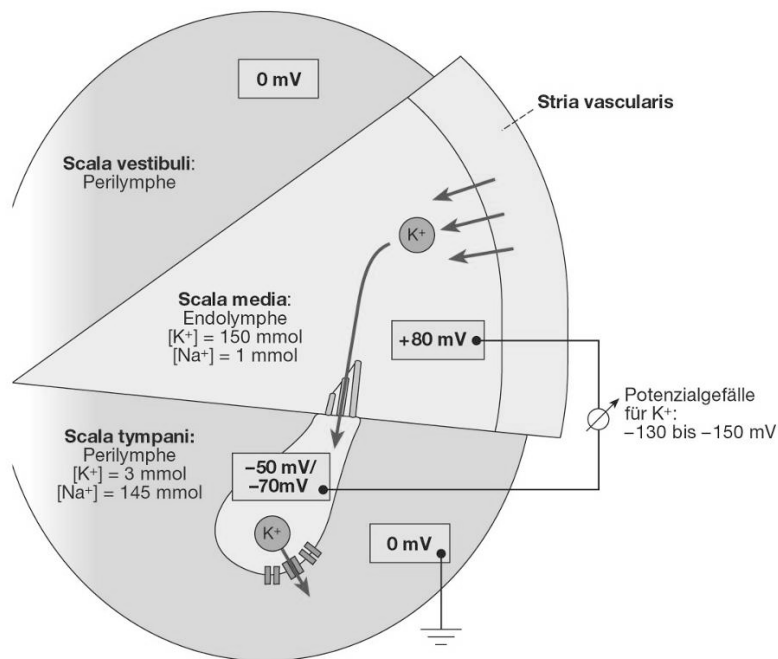 0 mV
Stria vascularis
Scala vestibuli:
Perilymphe
K⁺
Scala media:
Endolymphe
[K⁺] = 150 mmol
[Na⁺] = 1 mmol
+80 mV
Potenzialgefälle
für K⁺:
–130 bis –150 mV
Scala tympani:
Perilymphe
[K⁺] = 3 mmol
[Na⁺] = 145 mmol
–50 mV/
–70mV
K⁺
0 mV